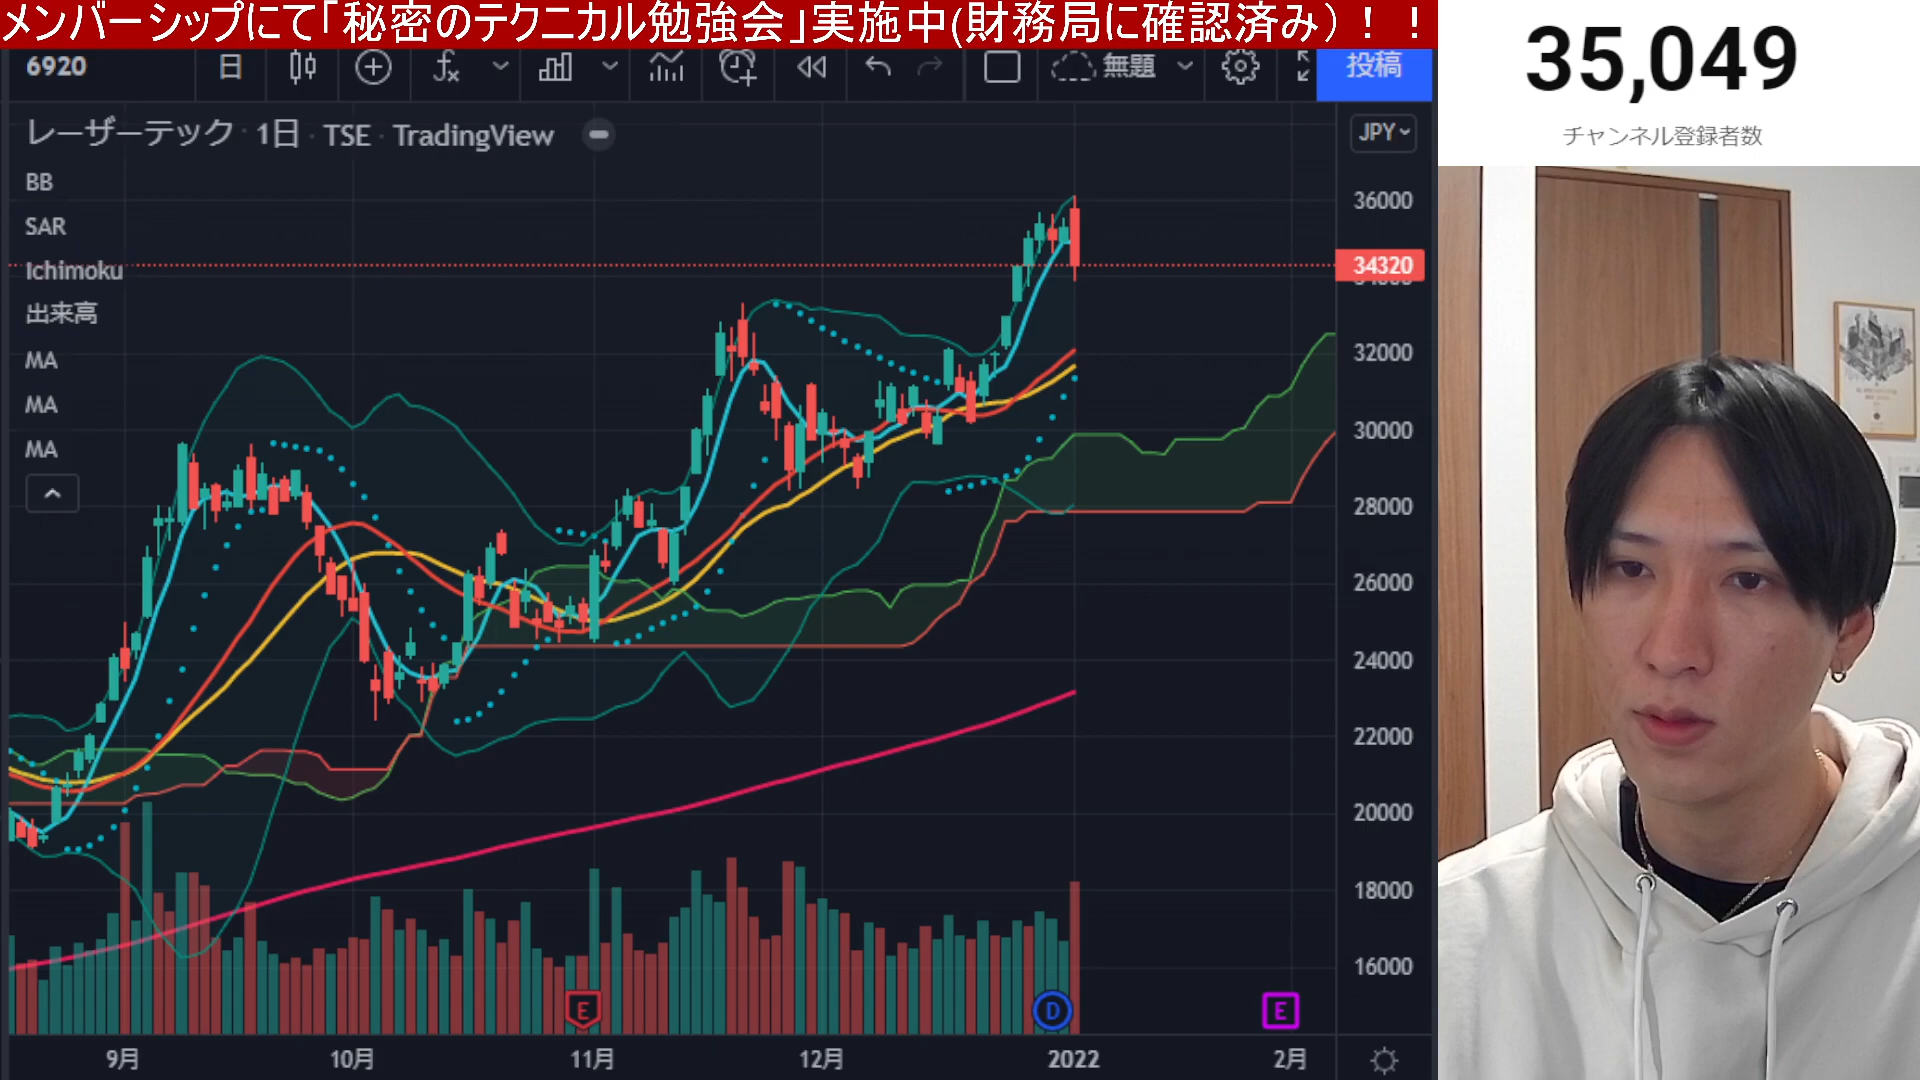 メンバーシップにて「秘密のテクニカル勉強会」実施中(財務局に確認済み）！！
35,049
チャンネル登録者数
6920
日
無題
投稿
レーザーテック · 1日 · TSE · TradingView
JPY
BB
SAR
Ichimoku
出来高
MA
MA
MA
36000
34320
34000
32000
30000
28000
26000
24000
22000
20000
18000
16000
E
D
E
9月
10月
11月
12月
2022
2月